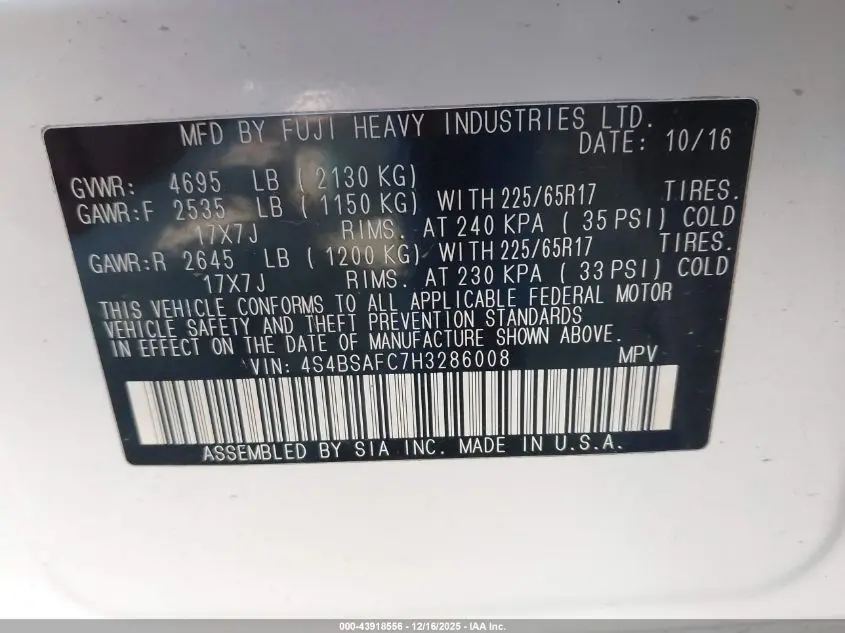 MFD BY FUJI HEAVY INDUSTRIES LTD.
DATE: 10/16
GVWR: 4695 LB ( 2130 KG)
GAWR:F 2535 LB ( 1150 KG) WITH 225/65R17 TIRES.
17X7J RIMS. AT 240 KPA ( 35 PSI) COLD
GAWR:R 2645 LB ( 1200 KG) WITH 225/65R17 TIRES.
17X7J RIMS. AT 230 KPA ( 33 PSI) COLD
THIS VEHICLE CONFORMS TO ALL APPLICABLE FEDERAL MOTOR
VEHICLE SAFETY AND THEFT PREVENTION STANDARDS
IN EFFECT ON THE DATE OF MANUFACTURE SHOWN ABOVE.
VIN: 4S4BSAFC7H3286008 MPV
ASSEMBLED BY SIA INC. MADE IN U.S.A.
000-43918556 - 12/16/2025 - IAA Inc.